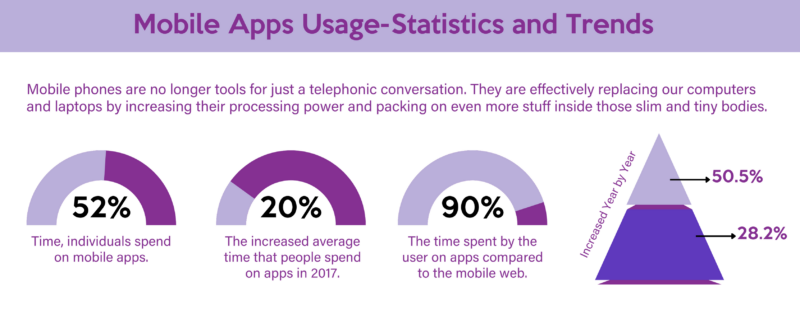 Mobile Apps Usage-Statistics and Trends
Mobile phones are no longer tools for just a telephonic conversation. They are effectively replacing our computers
and laptops by increasing their processing power and packing on even more stuff inside those slim and tiny bodies.
52%
Time, individuals spend
on mobile apps.
20%
The increased average
time that people spend
on apps in 2017.
90%
The time spent by the
user on apps compared
to the mobile web.
Increased Year by Year
50.5%
28.2%